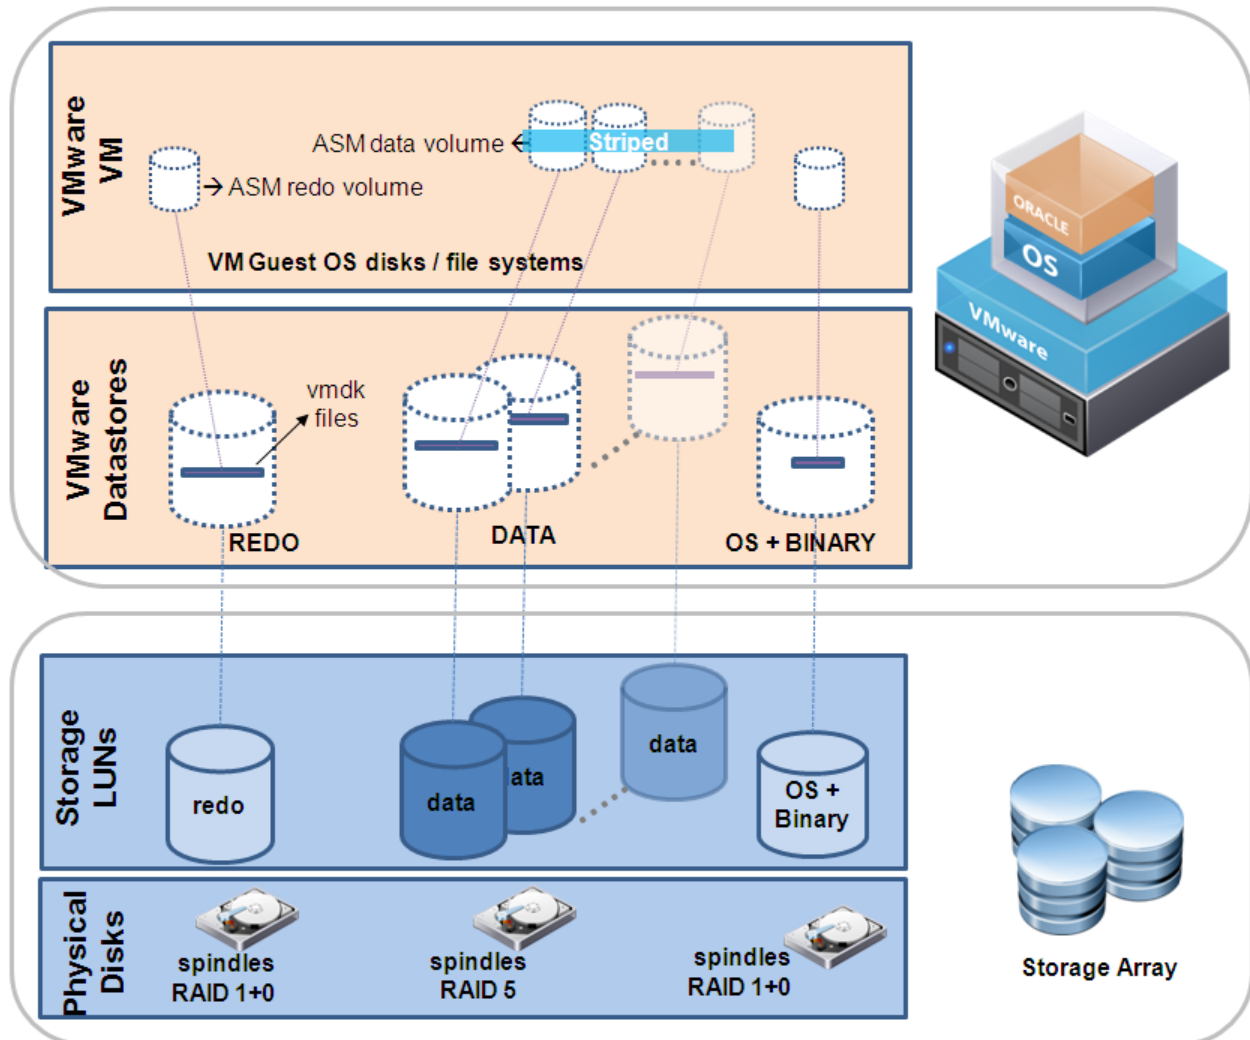 VMware
VM
ASM data volume
Striped
ASM redo volume
VM Guest OS disks / file systems
ORACLE
OS
VMware
VMware
Datastores
vmdk
files
REDO
DATA
OS + BINARY
Storage
LUNs
redo
data
data
data
OS +
Binary
Physical
Disks
spindles
RAID 1+0
spindles
RAID 5
spindles
RAID 1+0
Storage Array